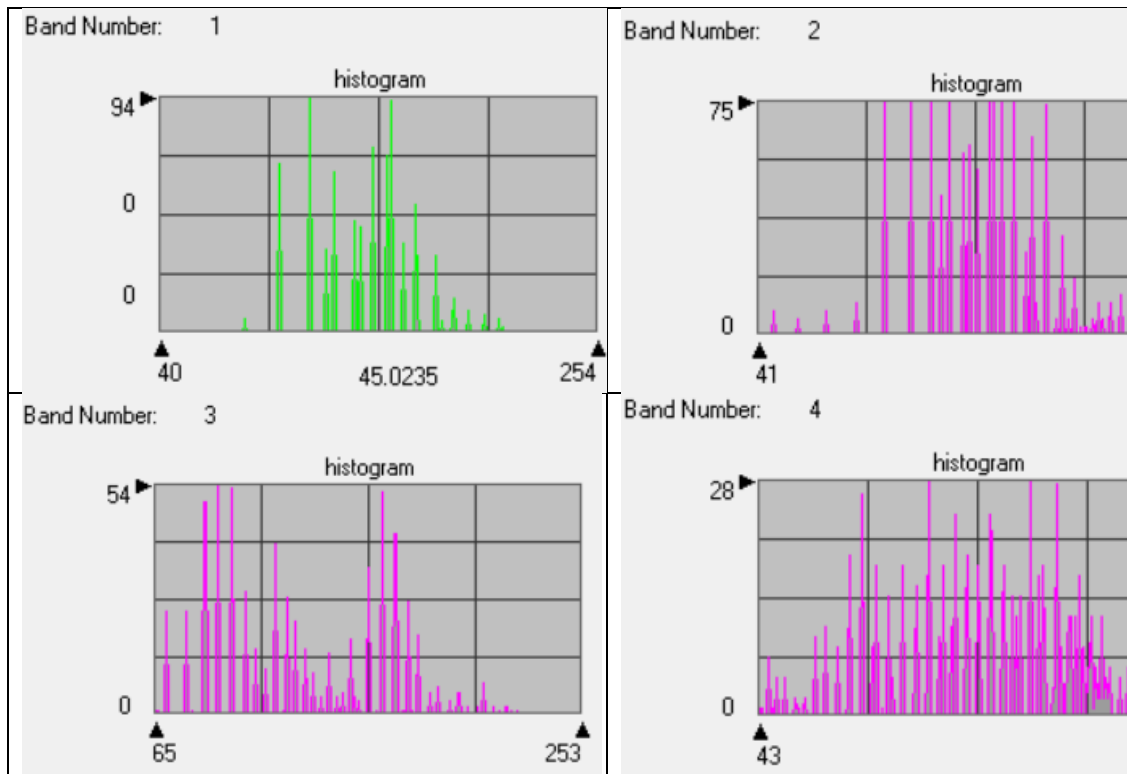 Band Number: 1
histogram
94
0
0
40 45.0235 254
Band Number: 2
histogram
75
0
41
Band Number: 3
histogram
54
0
65 253
Band Number: 4
histogram
28
0
43